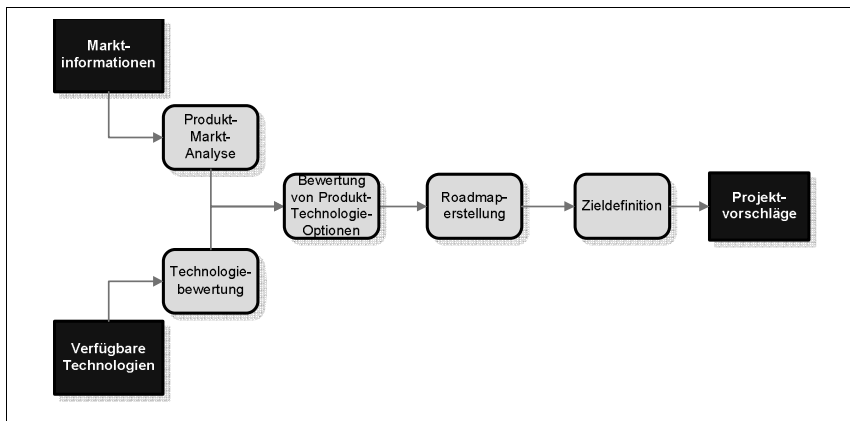 Markt-
informationen
Produkt-
Markt-
Analyse
Bewertung
von Produkt-
Technologie-
Optionen
Roadmap-
erstellung
Zieldefinition
Projekt-
vorschläge
Technologie-
bewertung
Verfügbare
Technologien